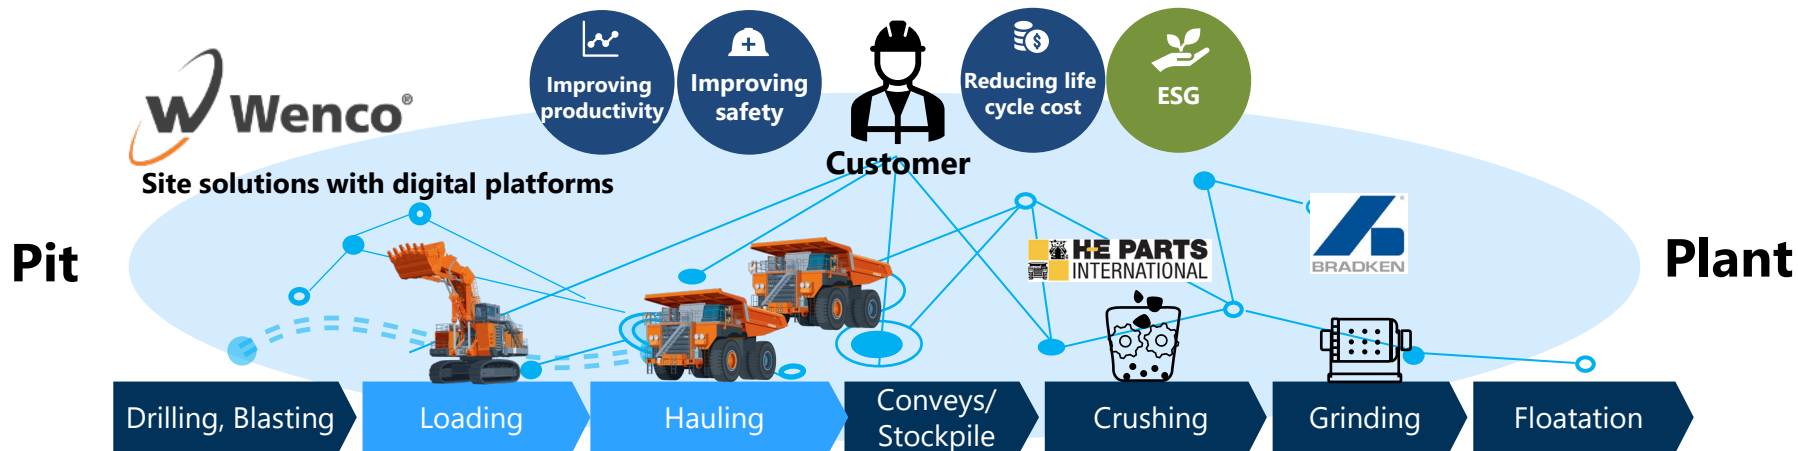 Wenco®
Site solutions with digital platforms
Improving
productivity
Improving
safety
Customer
Reducing life
cycle cost
ESG
Pit
H-E PARTS
INTERNATIONAL
BRADKEN
Plant
Drilling, Blasting
Loading
Hauling
Conveys/
Stockpile
Crushing
Grinding
Floatation